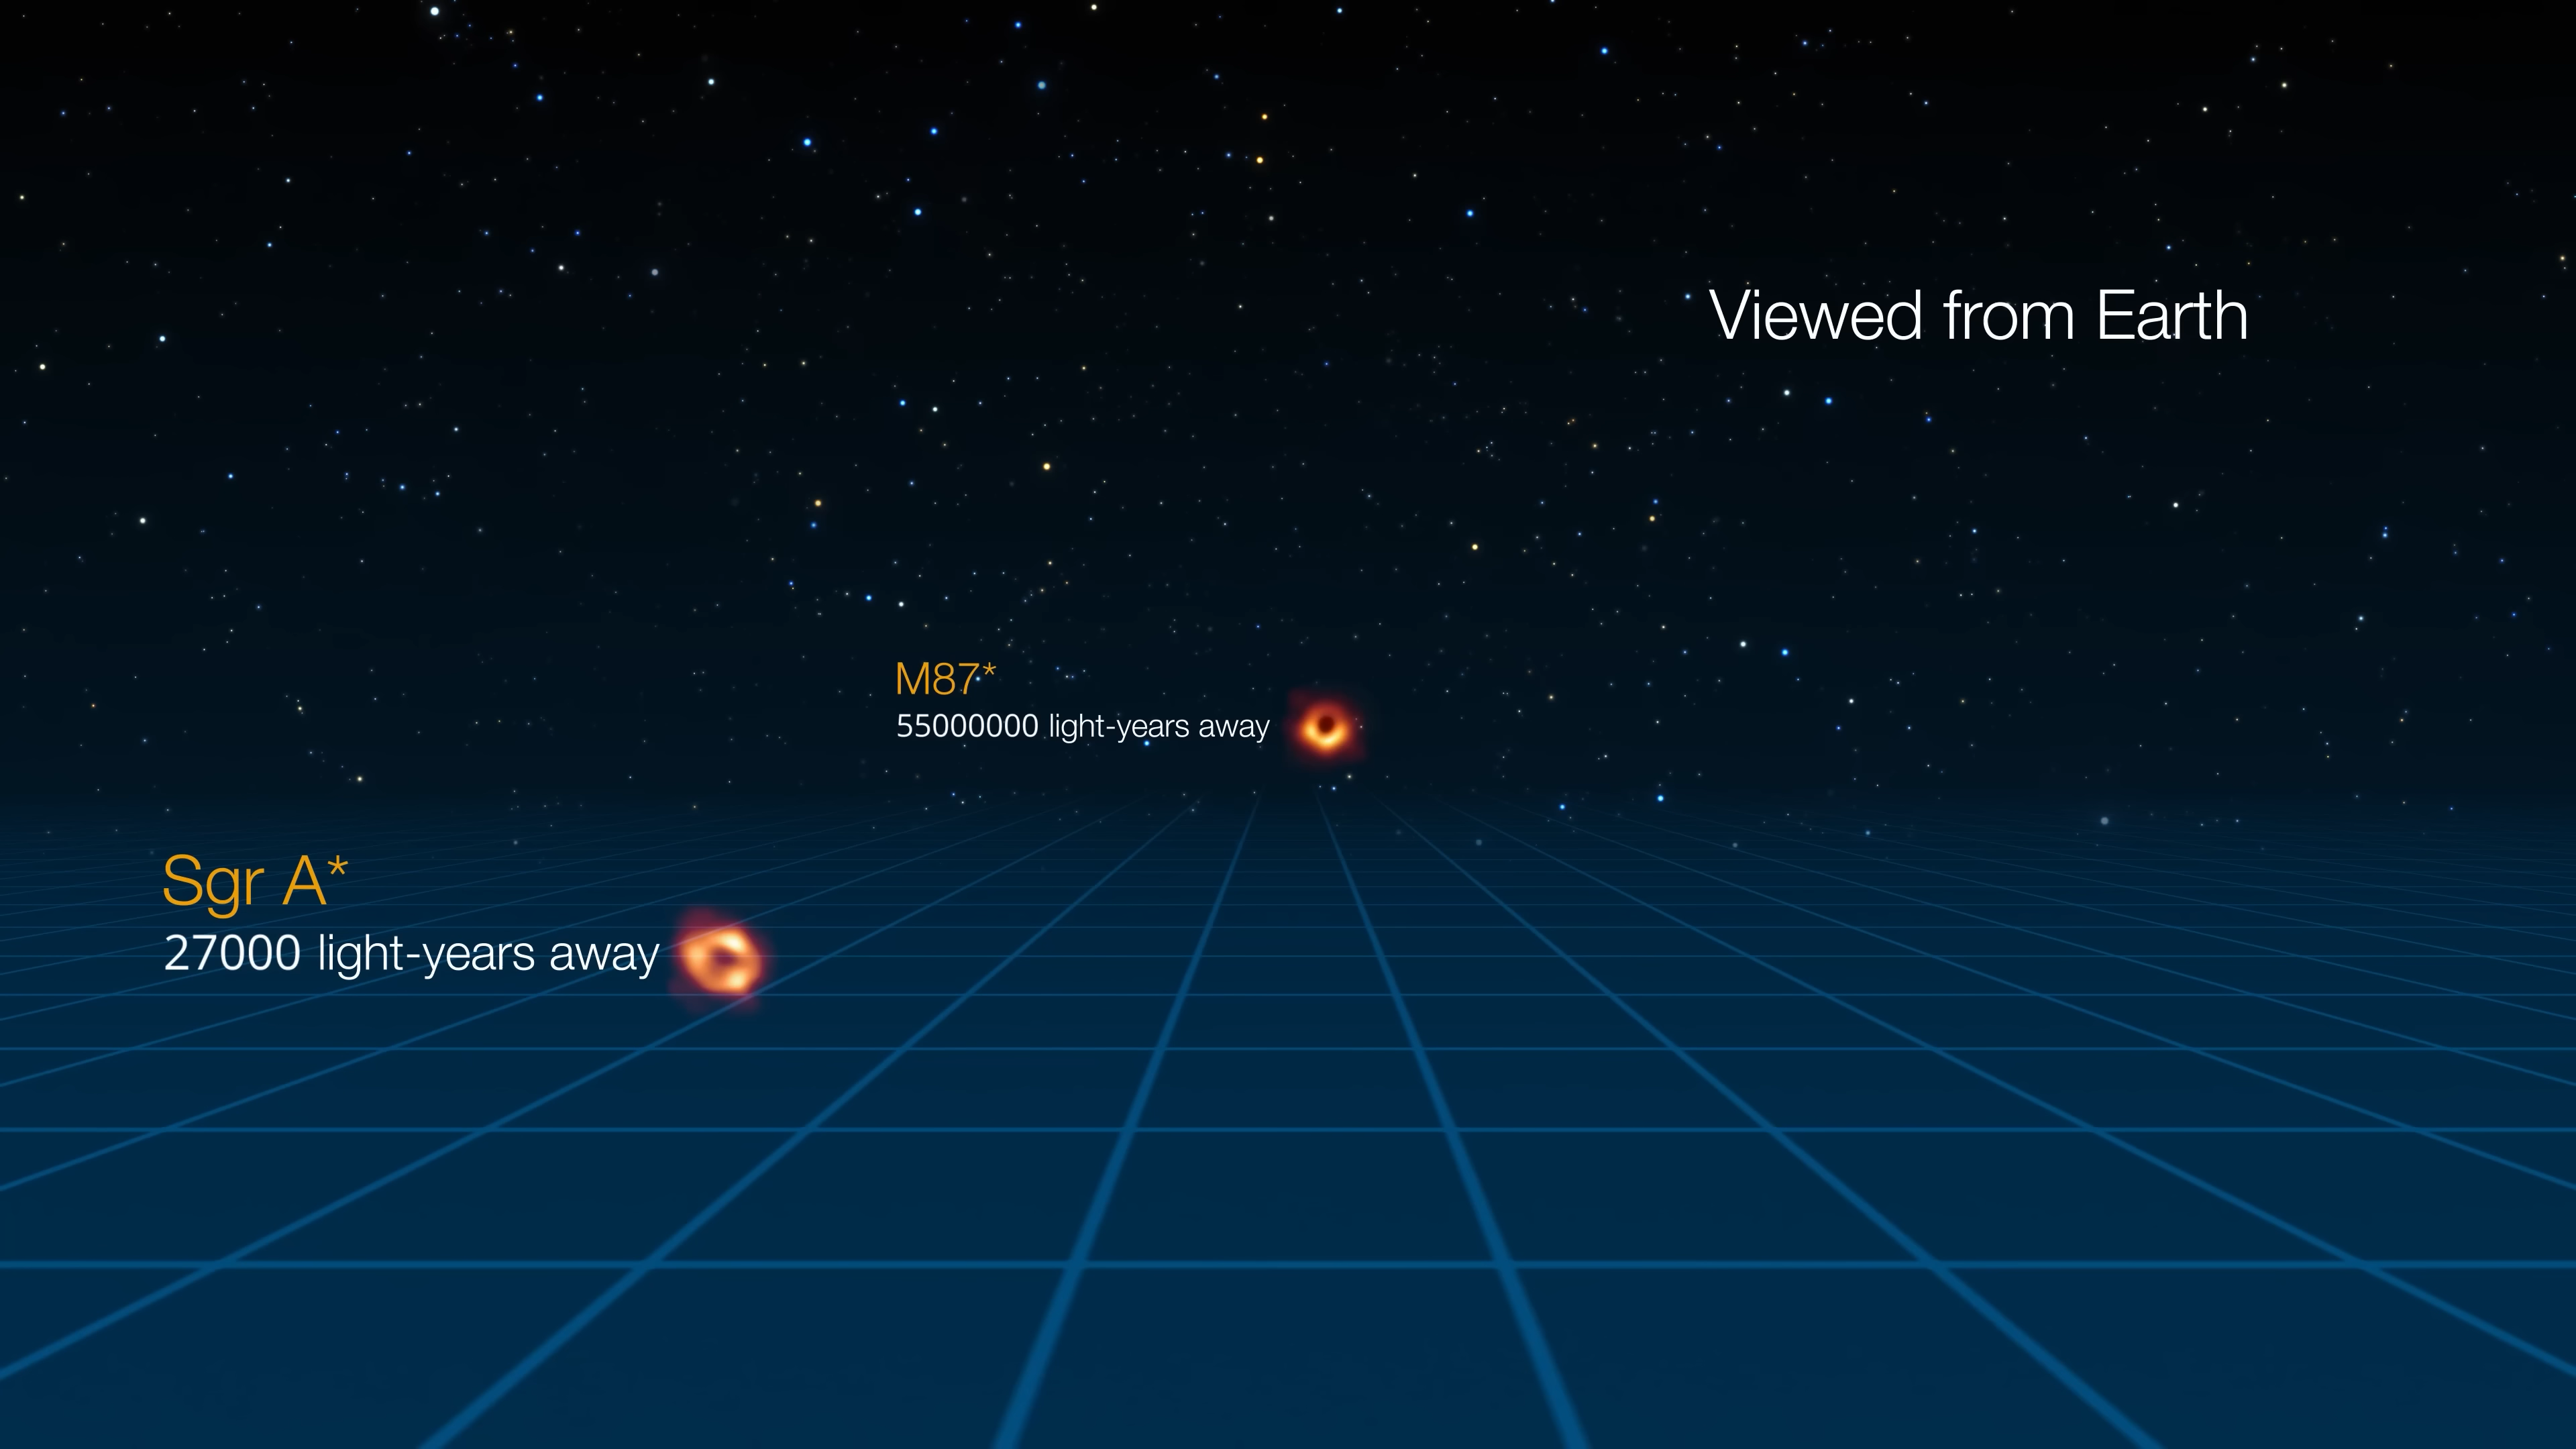 Viewed from Earth
M87*
55000000 light-years away
Sgr A*
27000 light-years away